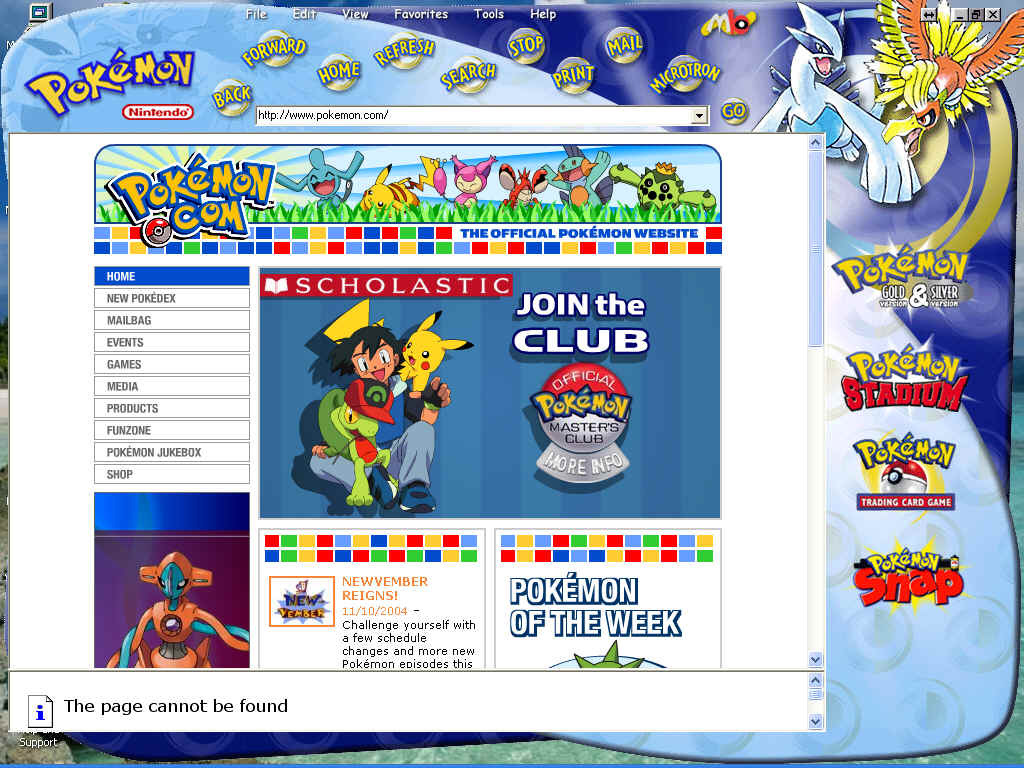 File Edit View Favorites Tools Help
POKéMON
Nintendo
BACK
FORWARD
HOME
REFRESH
SEARCH
STOP
PRINT
MAIL
MICROTRON
http://www.pokemon.com/
GO
POKéMON
.COM
THE OFFICIAL POKÉMON WEBSITE
HOME
NEW POKÉDEX
MAILBAG
EVENTS
GAMES
MEDIA
PRODUCTS
FUNZONE
POKÉMON JUKEBOX
SHOP
SCHOLASTIC
JOIN the
CLUB
OFFICIAL
POKéMON
MASTER'S
CLUB
MORE INFO
NEW
VEMBER
NEWVEMBER
REIGNS!
11/10/2004 –
Challenge yourself with
a few schedule
changes and more new
Pokémon episodes this
POKÉMON
OF THE WEEK
POKéMON
GOLD & SILVER
version version
POKéMON
STADIUM
POKéMON
TRADING CARD GAME
POKéMON
Snap
The page cannot be found
Support